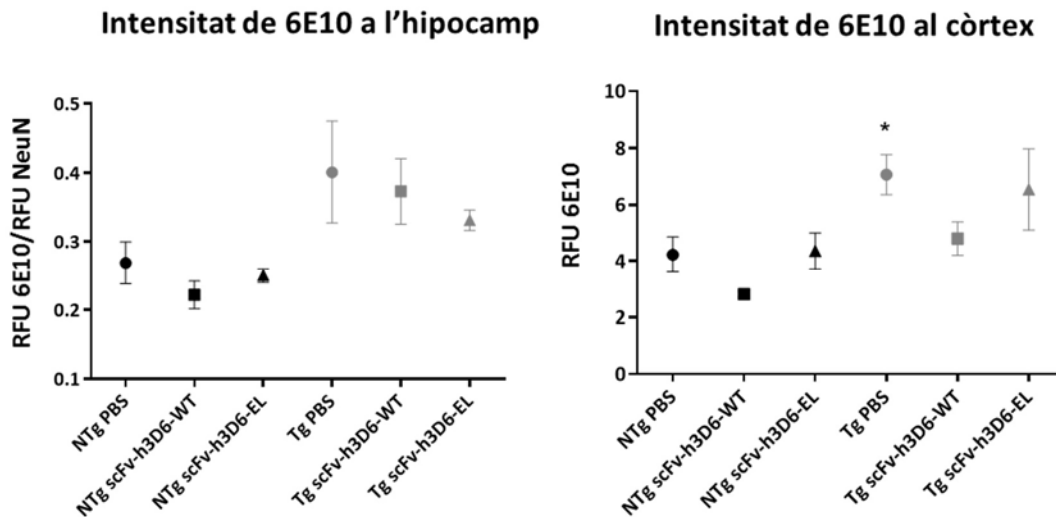 Intensitat de 6E10 a l’hipocamp
RFU 6E10/RFU NeuN
0.5
0.4
0.3
0.2
0.1
NTg PBS
NTg scFv-h3D6-WT
NTg scFv-h3D6-EL
Tg PBS
Tg scFv-h3D6-WT
Tg scFv-h3D6-EL
Intensitat de 6E10 al còrtex
RFU 6E10
10
8
6
4
2
0
*
NTg PBS
NTg scFv-h3D6-WT
NTg scFv-h3D6-EL
Tg PBS
Tg scFv-h3D6-WT
Tg scFv-h3D6-EL